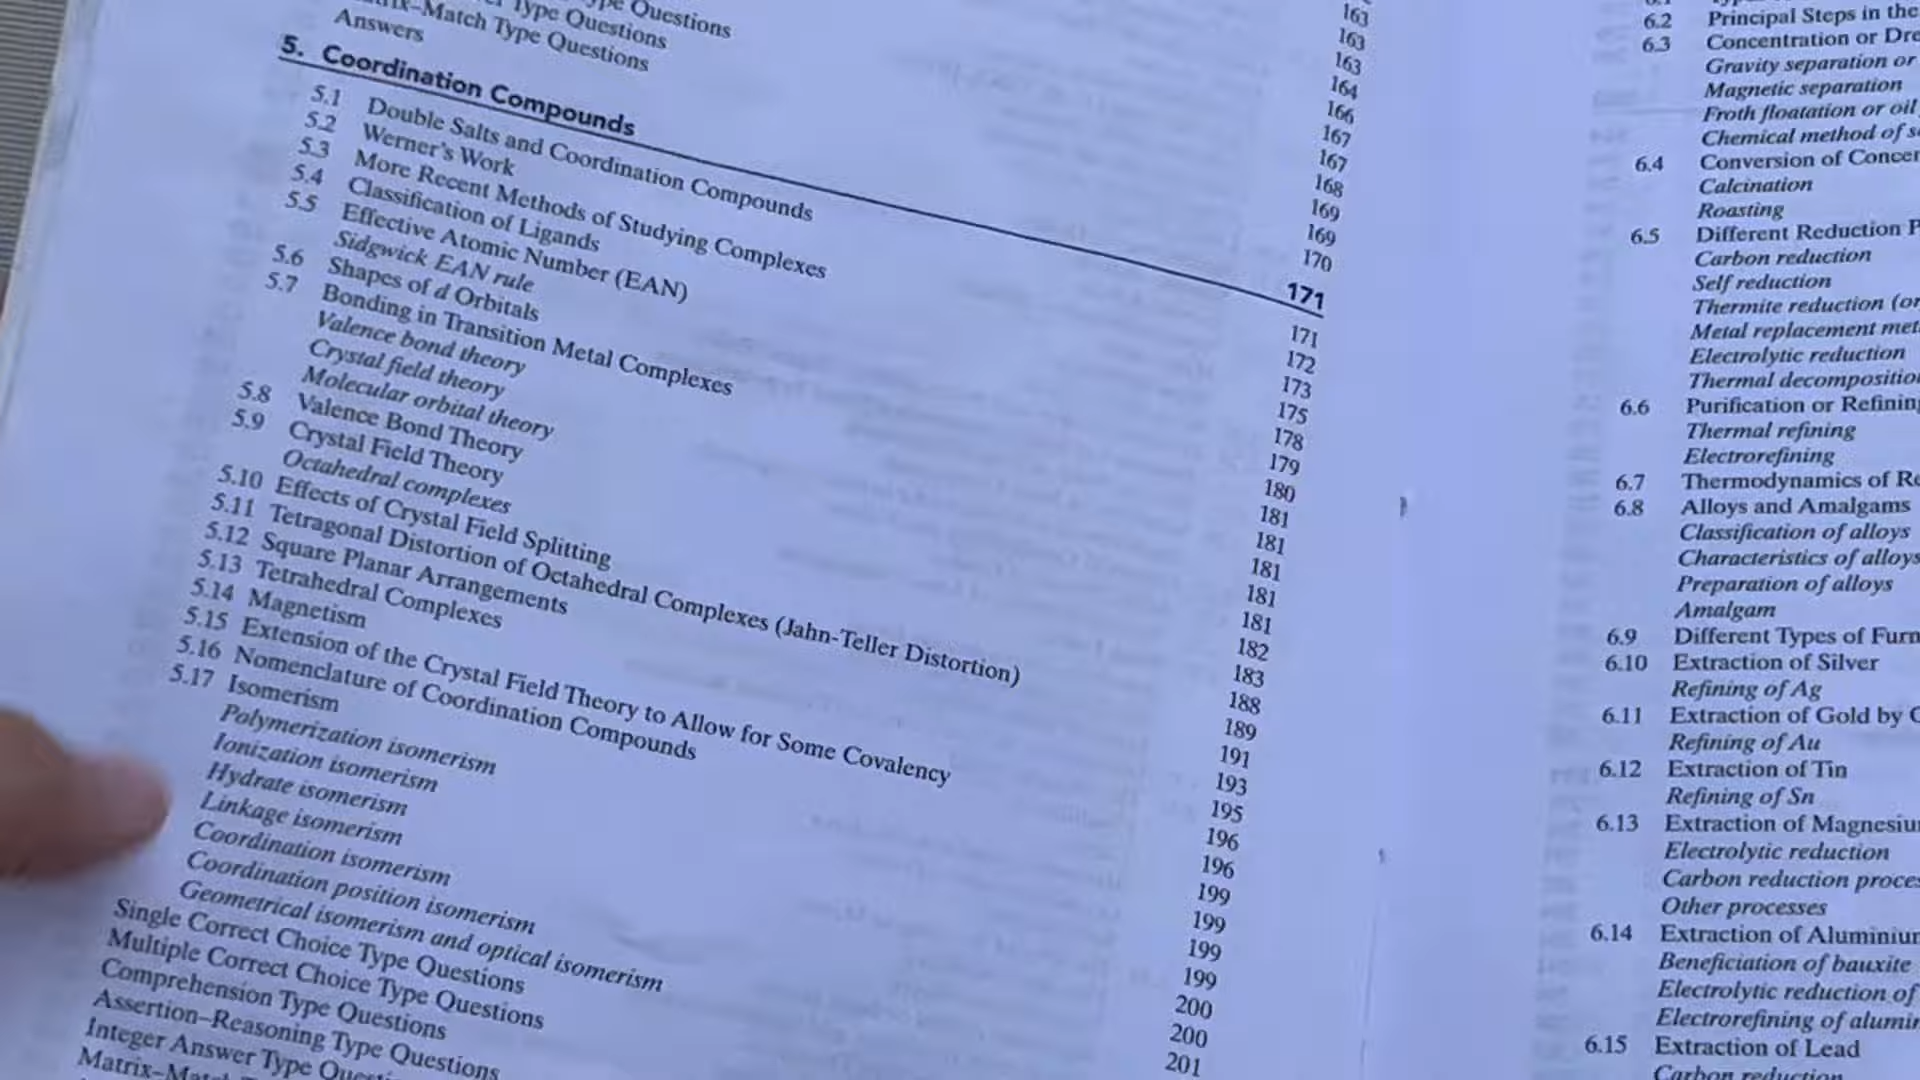 163
163
163
164
166
167
167
Questions 168
Type Questions 169
Match Type Questions 169
Answers 170
5. Coordination Compounds 171
5.1 Double Salts and Coordination Compounds 171
5.2 Werner's Work 172
5.3 More Recent Methods of Studying Complexes 173
5.4 Classification of Ligands 175
5.5 Effective Atomic Number (EAN) 178
Sidgwick EAN rule 179
5.6 Shapes of d Orbitals 180
5.7 Bonding in Transition Metal Complexes 181
Valence bond theory 181
Crystal field theory 181
Molecular orbital theory 181
5.8 Valence Bond Theory 181
5.9 Crystal Field Theory 182
Octahedral complexes 183
5.10 Effects of Crystal Field Splitting 188
5.11 Tetragonal Distortion of Octahedral Complexes (Jahn-Teller Distortion) 189
5.12 Square Planar Arrangements 191
5.13 Tetrahedral Complexes 193
5.14 Magnetism 195
5.15 Extension of the Crystal Field Theory to Allow for Some Covalency 196
5.16 Nomenclature of Coordination Compounds 196
5.17 Isomerism 199
Polymerization isomerism 199
Ionization isomerism 199
Hydrate isomerism 199
Linkage isomerism 200
Coordination isomerism 200
Coordination position isomerism 201
Geometrical isomerism and optical isomerism
Single Correct Choice Type Questions
Multiple Correct Choice Type Questions
Comprehension Type Questions
Assertion–Reasoning Type Questions
Integer Answer Type
Matrix–
6.2 Principal Steps in the
6.3 Concentration or
Gravity separation or
Magnetic separation
Froth floatation or oil
Chemical method of
6.4 Conversion of
Calcination
Roasting
6.5 Different Reduction
Carbon reduction
Self reduction
Thermite reduction
Metal replacement
Electrolytic reduction
Thermal
6.6 Purification or
Thermal refining
Electrorefining
6.7 Thermodynamics of
6.8 Alloys and Amalgams
Classification of alloys
Characteristics of alloys
Preparation of alloys
Amalgam
6.9 Different Types of
6.10 Extraction of Silver
Refining of Ag
6.11 Extraction of Gold by
Refining of Au
6.12 Extraction of Tin
Refining of Sn
6.13 Extraction of
Electrolytic reduction
Carbon reduction
Other processes
6.14 Extraction of
Beneficiation of bauxite
Electrolytic reduction of
Electrorefining of
6.15 Extraction of Lead
Carbon reduction